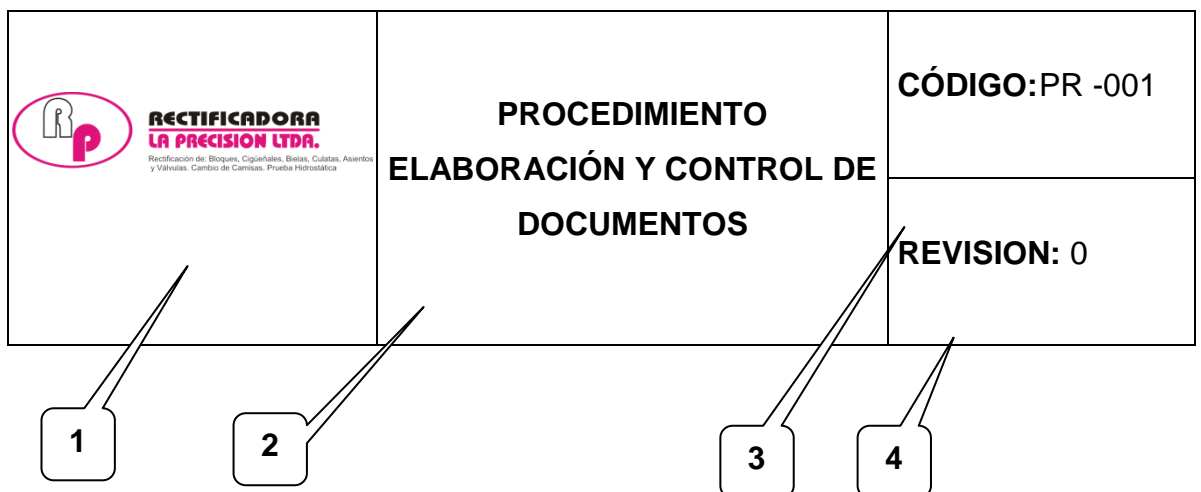 RP
RECTIFICADORA
LA PRECISION LTDA.
Rectificación de: Bloques, Cigüeñales, Bielas, Culatas, Asientos
y Válvulas. Cambio de Camisas. Prueba Hidrostática
PROCEDIMIENTO
ELABORACIÓN Y CONTROL DE
DOCUMENTOS
CÓDIGO:PR -001
REVISION: 0
1
2
3
4